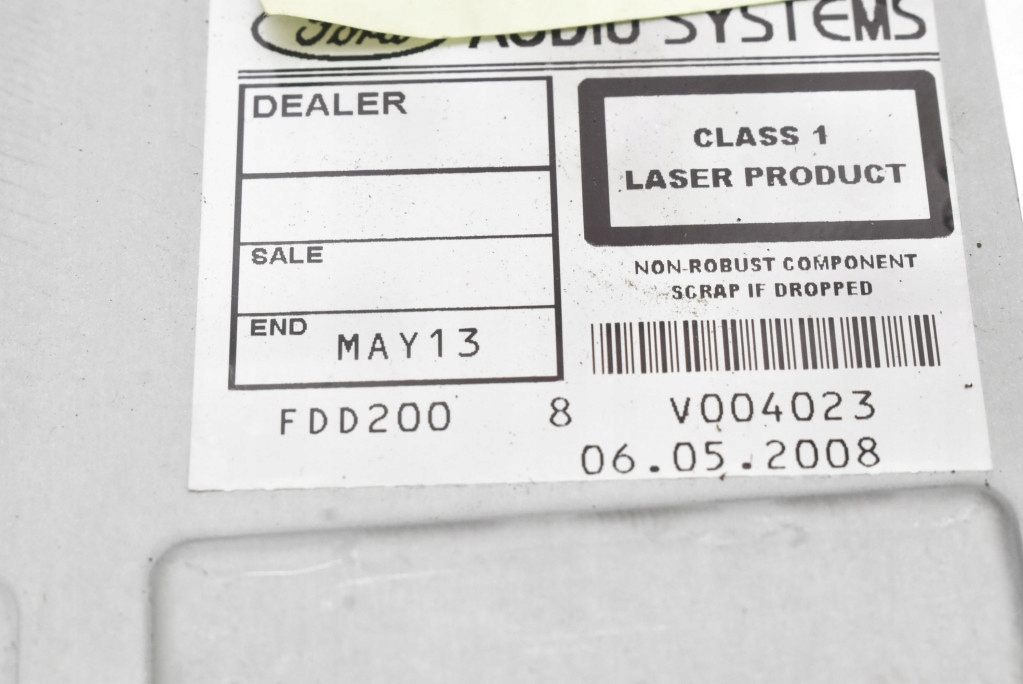 Ford AUDIO SYSTEMS
DEALER
CLASS 1
LASER PRODUCT
SALE
NON-ROBUST COMPONENT
SCRAP IF DROPPED
END MAY13
FDD200 8 V004023
06.05.2008